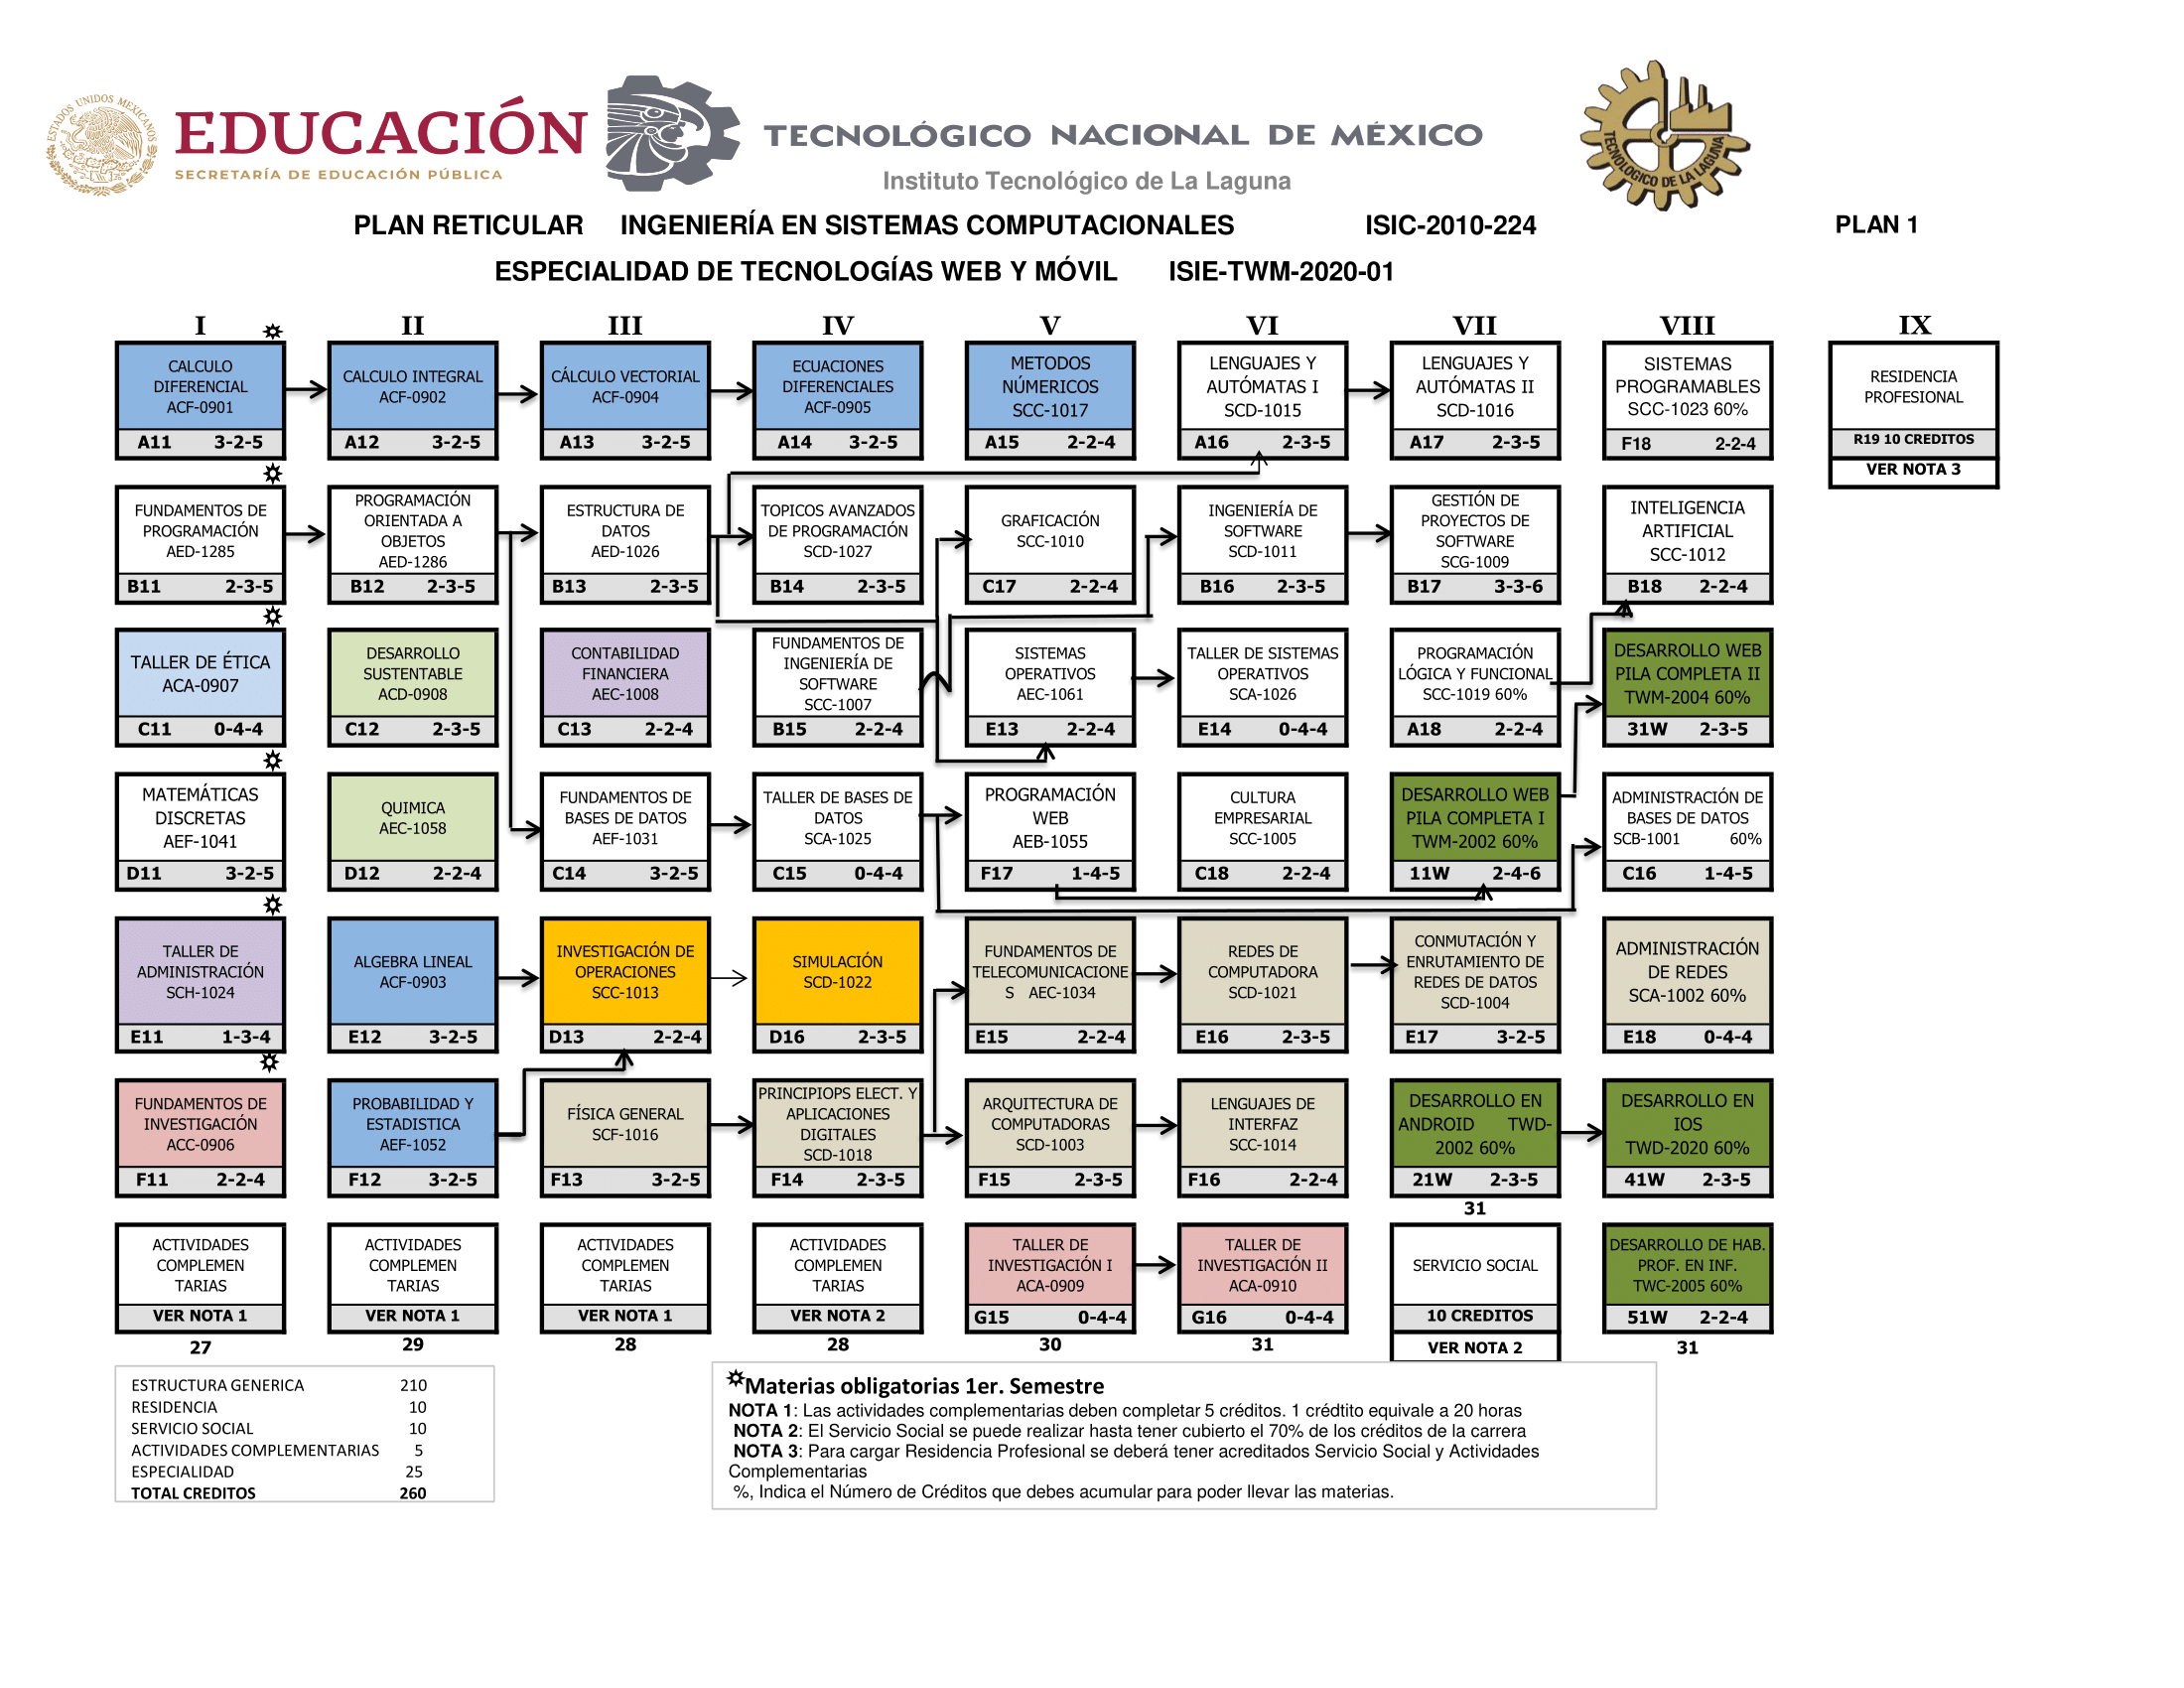 ESTADOS UNIDOS MEXICANOS
EDUCACIÓN
SECRETARÍA DE EDUCACIÓN PÚBLICA
TECNOLÓGICO NACIONAL DE MÉXICO
Instituto Tecnológico de La Laguna
TECNOLOGICO DE LA LAGUNA
PLAN RETICULAR INGENIERÍA EN SISTEMAS COMPUTACIONALES ISIC-2010-224 PLAN 1
ESPECIALIDAD DE TECNOLOGÍAS WEB Y MÓVIL ISIE-TWM-2020-01
I II III IV V VI VII VIII IX
CALCULO
DIFERENCIAL
ACF-0901
A11 3-2-5
CALCULO INTEGRAL
ACF-0902
A12 3-2-5
CÁLCULO VECTORIAL
ACF-0904
A13 3-2-5
ECUACIONES
DIFERENCIALES
ACF-0905
A14 3-2-5
METODOS
NÚMERICOS
SCC-1017
A15 2-2-4
LENGUAJES Y
AUTÓMATAS I
SCD-1015
A16 2-3-5
LENGUAJES Y
AUTÓMATAS II
SCD-1016
A17 2-3-5
SISTEMAS
PROGRAMABLES
SCC-1023 60%
F18 2-2-4
RESIDENCIA
PROFESIONAL
R19 10 CREDITOS
VER NOTA 3
FUNDAMENTOS DE
PROGRAMACIÓN
AED-1285
B11 2-3-5
PROGRAMACIÓN
ORIENTADA A
OBJETOS
AED-1286
B12 2-3-5
ESTRUCTURA DE
DATOS
AED-1026
B13 2-3-5
TOPICOS AVANZADOS
DE PROGRAMACIÓN
SCD-1027
B14 2-3-5
GRAFICACIÓN
SCC-1010
C17 2-2-4
INGENIERÍA DE
SOFTWARE
SCD-1011
B16 2-3-5
GESTIÓN DE
PROYECTOS DE
SOFTWARE
SCG-1009
B17 3-3-6
INTELIGENCIA
ARTIFICIAL
SCC-1012
B18 2-2-4
TALLER DE ÉTICA
ACA-0907
C11 0-4-4
DESARROLLO
SUSTENTABLE
ACD-0908
C12 2-3-5
CONTABILIDAD
FINANCIERA
AEC-1008
C13 2-2-4
FUNDAMENTOS DE
INGENIERÍA DE
SOFTWARE
SCC-1007
B15 2-2-4
SISTEMAS
OPERATIVOS
AEC-1061
E13 2-2-4
TALLER DE SISTEMAS
OPERATIVOS
SCA-1026
E14 0-4-4
PROGRAMACIÓN
LÓGICA Y FUNCIONAL
SCC-1019 60%
A18 2-2-4
DESARROLLO WEB
PILA COMPLETA II
TWM-2004 60%
31W 2-3-5
MATEMÁTICAS
DISCRETAS
AEF-1041
D11 3-2-5
QUIMICA
AEC-1058
D12 2-2-4
FUNDAMENTOS DE
BASES DE DATOS
AEF-1031
C14 3-2-5
TALLER DE BASES DE
DATOS
SCA-1025
C15 0-4-4
PROGRAMACIÓN
WEB
AEB-1055
F17 1-4-5
CULTURA
EMPRESARIAL
SCC-1005
C18 2-2-4
DESARROLLO WEB
PILA COMPLETA I
TWM-2002 60%
11W 2-4-6
ADMINISTRACIÓN DE
BASES DE DATOS
SCB-1001 60%
C16 1-4-5
TALLER DE
ADMINISTRACIÓN
SCH-1024
E11 1-3-4
ALGEBRA LINEAL
ACF-0903
E12 3-2-5
INVESTIGACIÓN DE
OPERACIONES
SCC-1013
D13 2-2-4
SIMULACIÓN
SCD-1022
D16 2-3-5
FUNDAMENTOS DE
TELECOMUNICACIONE
S AEC-1034
E15 2-2-4
REDES DE
COMPUTADORA
SCD-1021
E16 2-3-5
CONMUTACIÓN Y
ENRUTAMIENTO DE
REDES DE DATOS
SCD-1004
E17 3-2-5
ADMINISTRACIÓN
DE REDES
SCA-1002 60%
E18 0-4-4
FUNDAMENTOS DE
INVESTIGACIÓN
ACC-0906
F11 2-2-4
PROBABILIDAD Y
ESTADISTICA
AEF-1052
F12 3-2-5
FÍSICA GENERAL
SCF-1016
F13 3-2-5
PRINCIPIOPS ELECT. Y
APLICACIONES
DIGITALES
SCD-1018
F14 2-3-5
ARQUITECTURA DE
COMPUTADORAS
SCD-1003
F15 2-3-5
LENGUAJES DE
INTERFAZ
SCC-1014
F16 2-2-4
DESARROLLO EN
ANDROID TWD-
2002 60%
21W 2-3-5
31
DESARROLLO EN
IOS
TWD-2020 60%
41W 2-3-5
ACTIVIDADES
COMPLEMEN
TARIAS
VER NOTA 1
27
ACTIVIDADES
COMPLEMEN
TARIAS
VER NOTA 1
29
ACTIVIDADES
COMPLEMEN
TARIAS
VER NOTA 1
28
ACTIVIDADES
COMPLEMEN
TARIAS
VER NOTA 2
28
TALLER DE
INVESTIGACIÓN I
ACA-0909
G15 0-4-4
30
TALLER DE
INVESTIGACIÓN II
ACA-0910
G16 0-4-4
31
SERVICIO SOCIAL
10 CREDITOS
VER NOTA 2
DESARROLLO DE HAB.
PROF. EN INF.
TWC-2005 60%
51W 2-2-4
31
ESTRUCTURA GENERICA 210
RESIDENCIA 10
SERVICIO SOCIAL 10
ACTIVIDADES COMPLEMENTARIAS 5
ESPECIALIDAD 25
TOTAL CREDITOS 260
Materias obligatorias 1er. Semestre
NOTA 1: Las actividades complementarias deben completar 5 créditos. 1 crédtito equivale a 20 horas
NOTA 2: El Servicio Social se puede realizar hasta tener cubierto el 70% de los créditos de la carrera
NOTA 3: Para cargar Residencia Profesional se deberá tener acreditados Servicio Social y Actividades
Complementarias
%, Indica el Número de Créditos que debes acumular para poder llevar las materias.